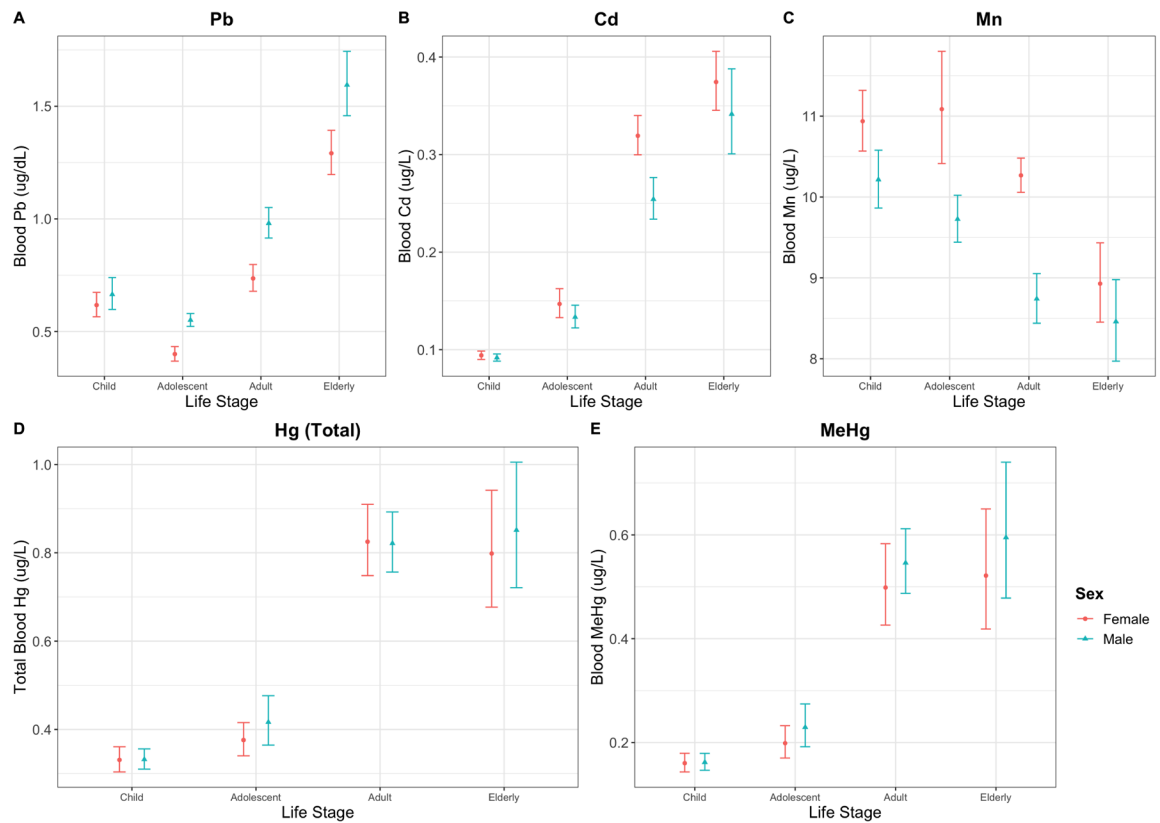 A
Pb
Blood Pb (ug/dL)
1.5
1.0
0.5
Child
Adolescent
Adult
Elderly
Life Stage
B
Cd
Blood Cd (ug/L)
0.4
0.3
0.2
0.1
Child
Adolescent
Adult
Elderly
Life Stage
C
Mn
Blood Mn (ug/L)
11
10
9
8
Child
Adolescent
Adult
Elderly
Life Stage
D
Hg (Total)
Total Blood Hg (ug/L)
1.0
0.8
0.6
0.4
Child
Adolescent
Adult
Elderly
Life Stage
E
MeHg
Blood MeHg (ug/L)
0.6
0.4
0.2
Child
Adolescent
Adult
Elderly
Life Stage
Sex
Female
Male